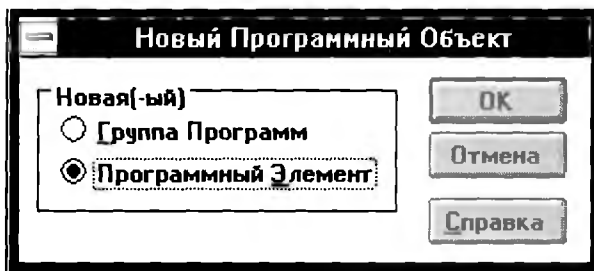 Новый Программный Объект
Новая(-ый)
Группа Программ
Программный Элемент
OK
Отмена
Справка